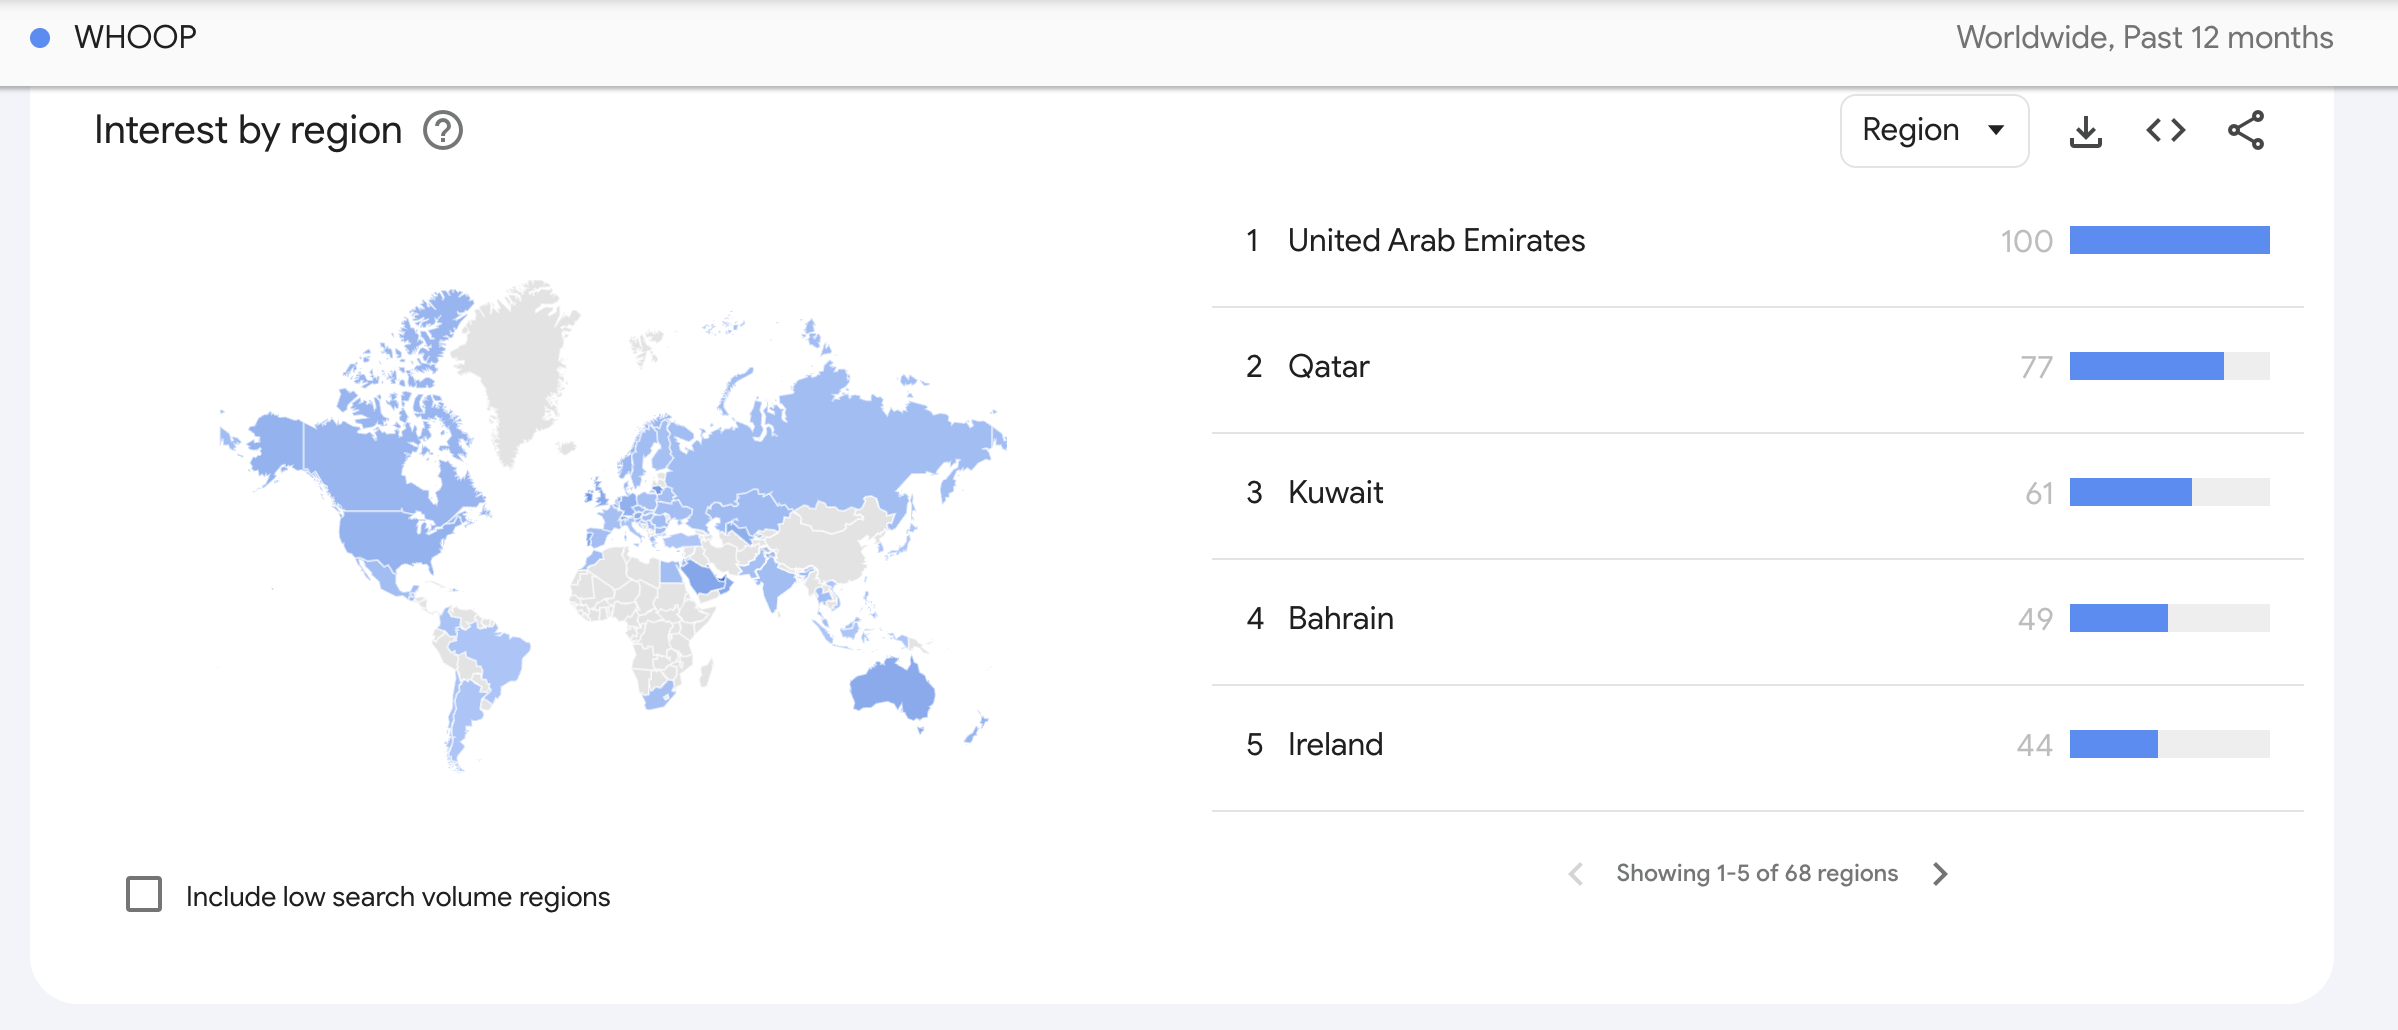 WHOOP
Worldwide, Past 12 months
Interest by region
Region
1 United Arab Emirates 100
2 Qatar 77
3 Kuwait 61
4 Bahrain 49
5 Ireland 44
Include low search volume regions
Showing 1-5 of 68 regions